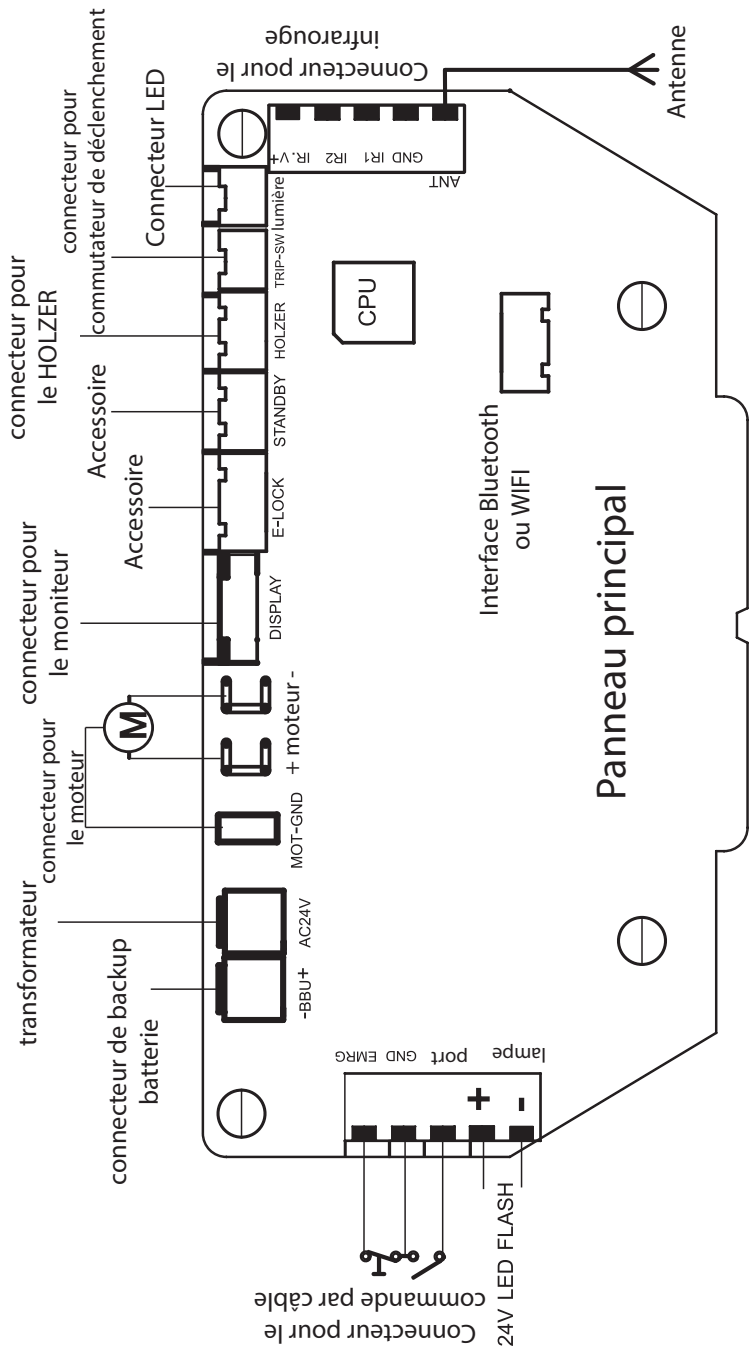 transformateur
connecteur de backup
batterie
connecteur pour
le moteur
M
connecteur pour
le moniteur
Accessoire
Accessoire
connecteur pour
le HOLZER
connecteur pour
commutateur de déclenchement
Connecteur LED
Connecteur pour le
infrarouge
-BBU+
AC24V
MOT-GND
+ moteur -
DISPLAY
E-LOCK
STANDBY
HOLZER
TRIP-SW
lumière
IR.V+
IR2
IR1
GND
ANT
Antenne
CPU
Interface Bluetooth
ou WIFI
Panneau principal
EMRG
GND
port
lampe
+
-
Connecteur pour le
commande par câble
24V LED FLASH